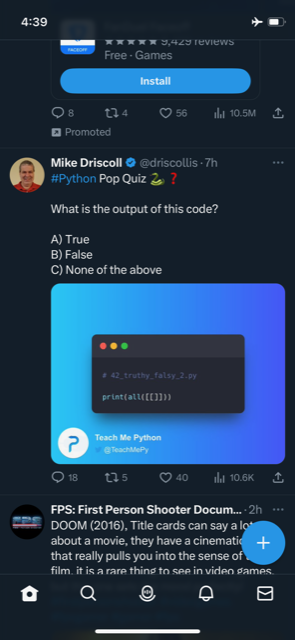 4:39
FACEOFF
9,429 reviews
Free · Games
Install
8 4 56 10.5M
Promoted
Mike Driscoll @driscollis · 7h
#Python Pop Quiz
What is the output of this code?
A) True
B) False
C) None of the above
# 42_truthy_falsy_2.py
print(all([[]]))
Teach Me Python
@TeachMePy
18 5 40 10.6K
FPS: First Person Shooter Docum... · 2h
DOOM (2016), Title cards can say a lot
about a movie, they have a cinematic
that really pulls you into the sense of
film, it is a rare thing to see in video games.